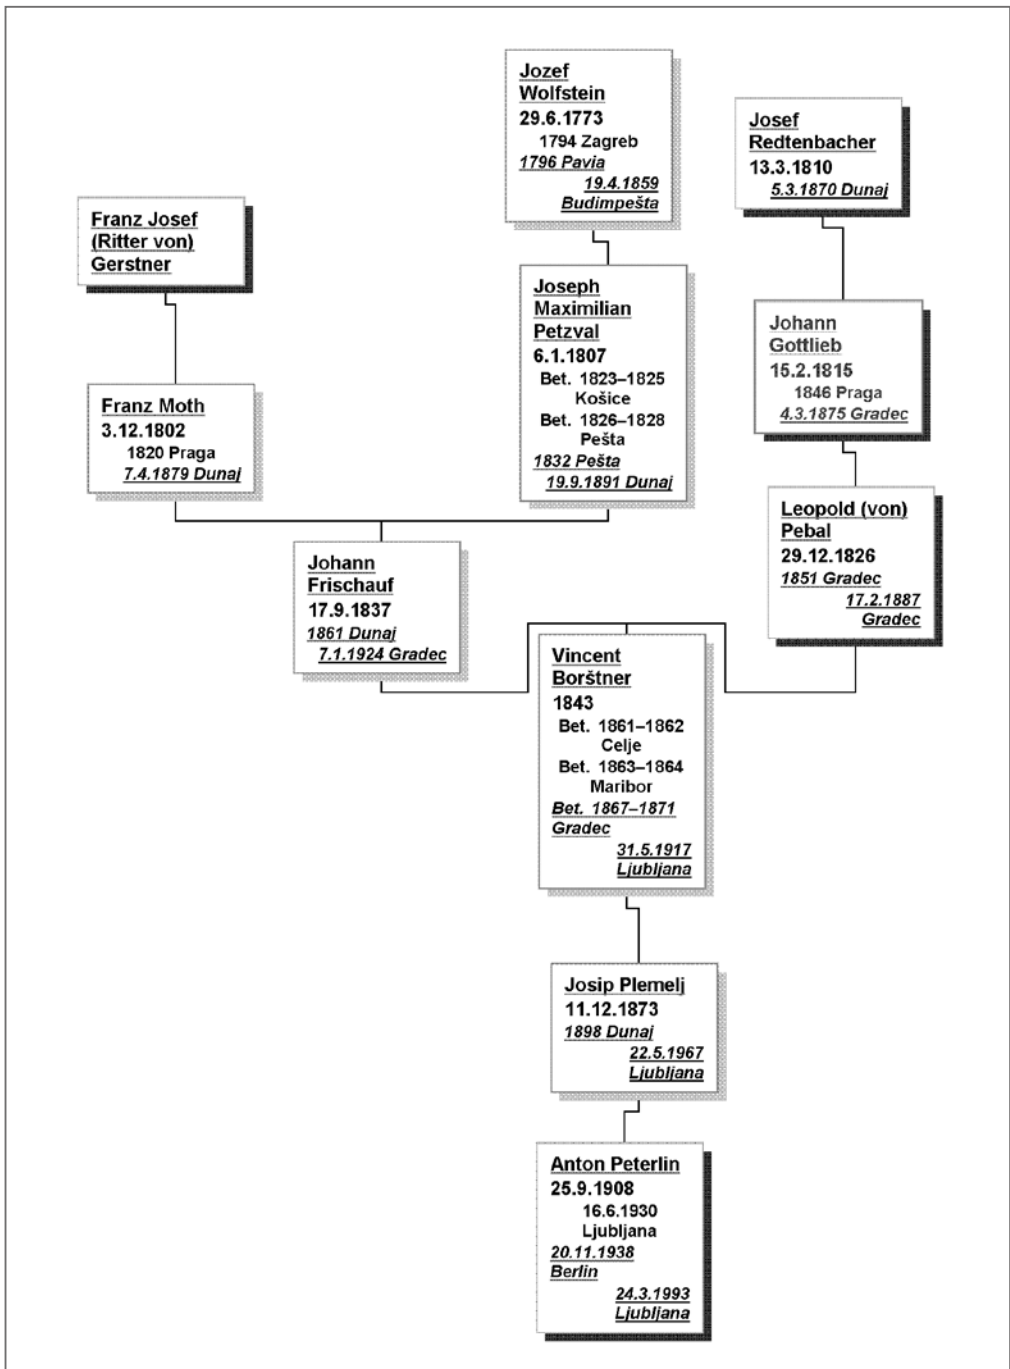 Jozef
Wolfstein
29.6.1773
1794 Zagreb
1796 Pavia
19.4.1859
Budimpešta
Josef
Redtenbacher
13.3.1810
5.3.1870 Dunaj
Franz Josef
(Ritter von)
Gerstner
Joseph
Maximilian
Petzval
6.1.1807
Bet. 1823–1825
Košice
Bet. 1826–1828
Pešta
1832 Pešta
19.9.1891 Dunaj
Johann
Gottlieb
15.2.1815
1846 Praga
4.3.1875 Gradec
Franz Moth
3.12.1802
1820 Praga
7.4.1879 Dunaj
Leopold (von)
Pebal
29.12.1826
1851 Gradec
17.2.1887
Gradec
Johann
Frischauf
17.9.1837
1861 Dunaj
7.1.1924 Gradec
Vincent
Borštner
1843
Bet. 1861–1862
Celje
Bet. 1863–1864
Maribor
Bet. 1867–1871
Gradec
31.5.1917
Ljubljana
Josip Plemelj
11.12.1873
1898 Dunaj
22.5.1967
Ljubljana
Anton Peterlin
25.9.1908
16.6.1930
Ljubljana
20.11.1938
Berlin
24.3.1993
Ljubljana